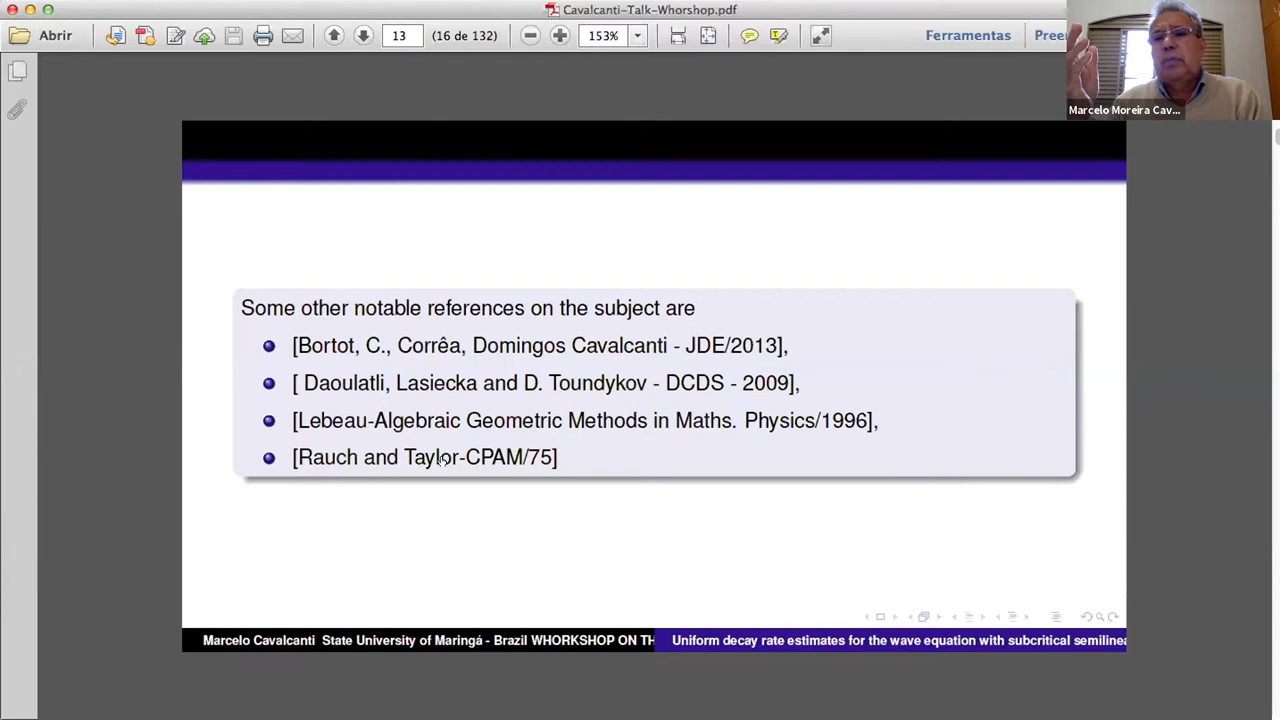 Cavalcanti-Talk-Whorshop.pdf
Abrir
13
(16 de 132)
153%
Ferramentas
Marcelo Moreira Cav...
Some other notable references on the subject are
[Bortot, C., Corrêa, Domingos Cavalcanti - JDE/2013],
[ Daoulatli, Lasiecka and D. Toundykov - DCDS - 2009],
[Lebeau-Algebraic Geometric Methods in Maths. Physics/1996],
[Rauch and Taylor-CPAM/75]
Marcelo Cavalcanti State University of Maringá - Brazil WHORKSHOP ON TH
Uniform decay rate estimates for the wave equation with subcritical semilinea